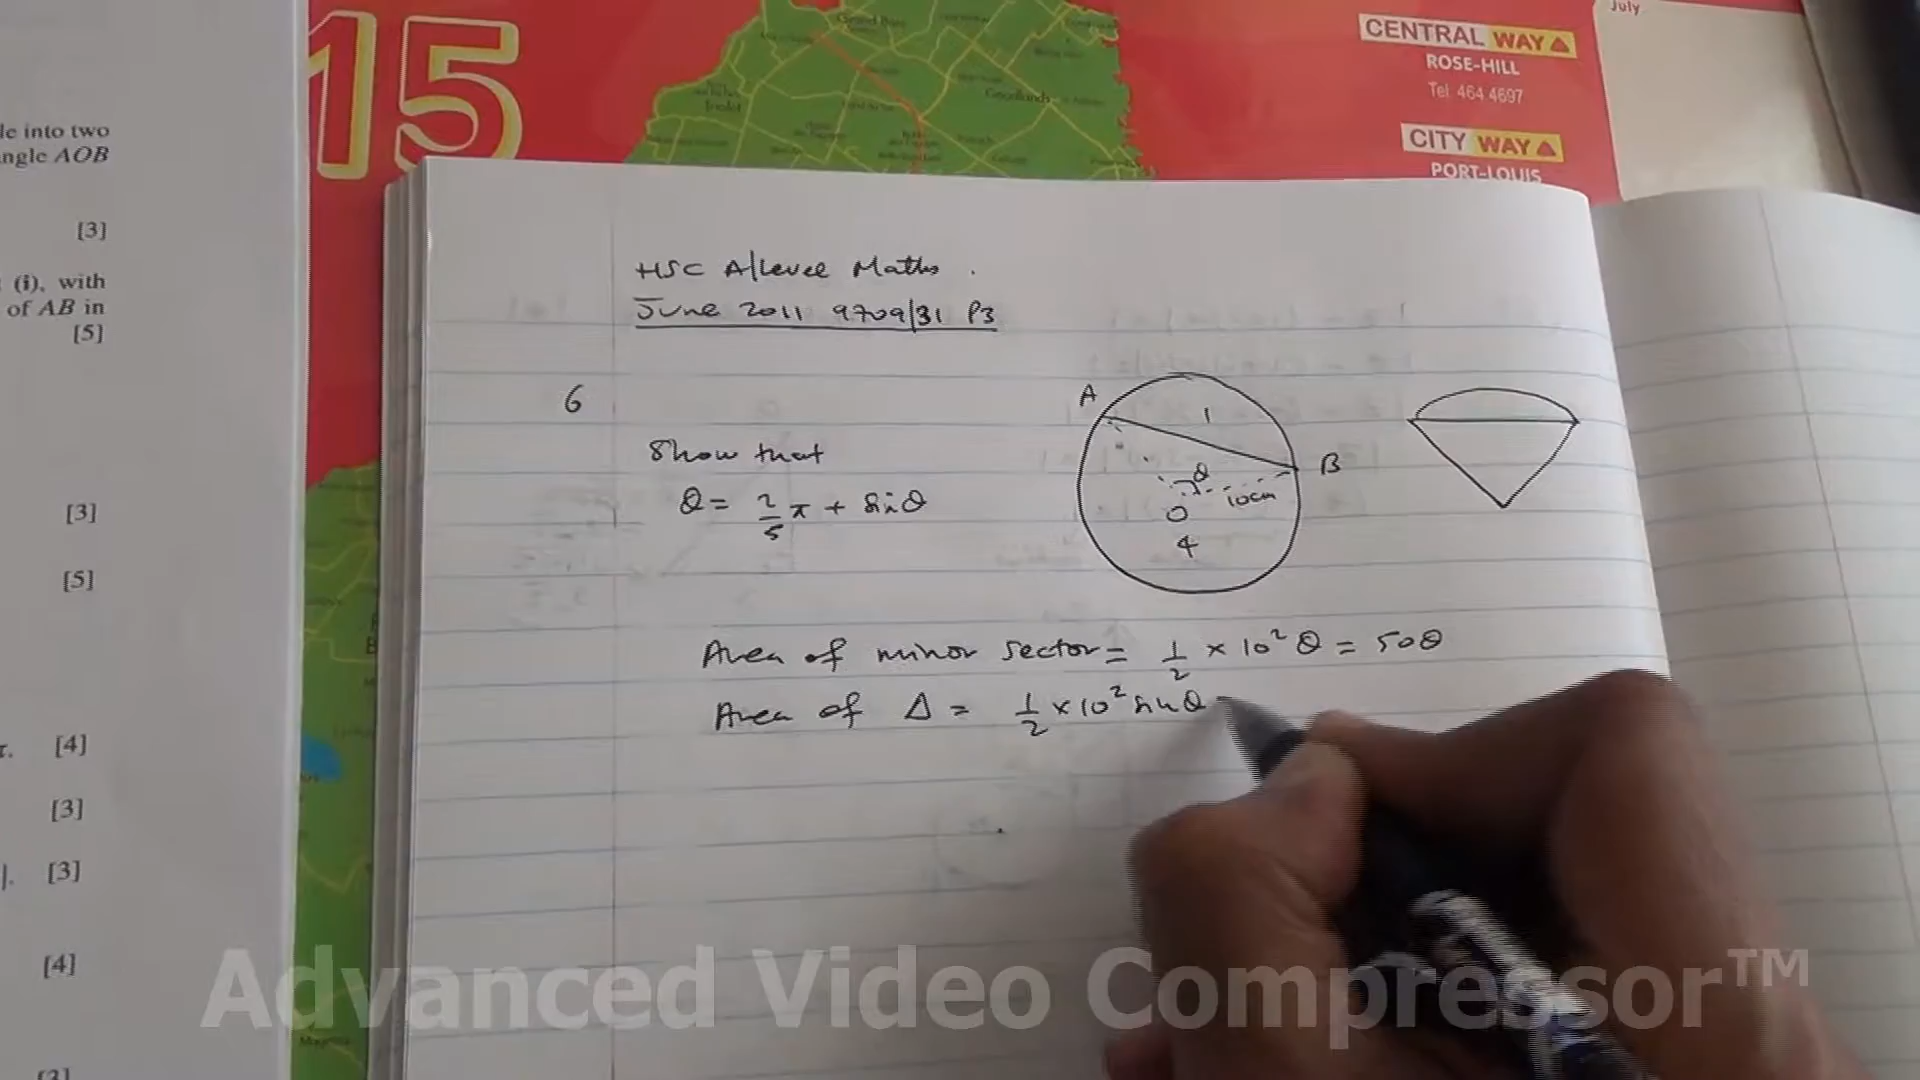 15
July
CENTRAL WAY
ROSE-HILL
Tel: 464 4697
CITY WAY
PORT-LOUIS
le into two
ngle AOB
[3]
(i), with
of AB in
[5]
[3]
[5]
r. [4]
[3]
]. [3]
[4]
HSC A/Level Maths.
June 2011 9709/31 P3
6
Show that
θ = 2/5 π + sinθ
A
1
B
θ
10cm
O
4
Area of minor sector = 1/2 × 10² θ = 50θ
Area of Δ = 1/2 × 10² sinθ
Advanced Video Compressor™